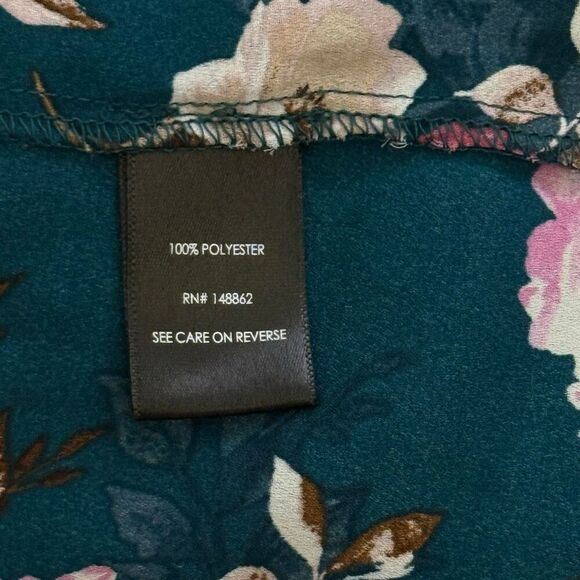 100% POLYESTER
RN# 148862
SEE CARE ON REVERSE